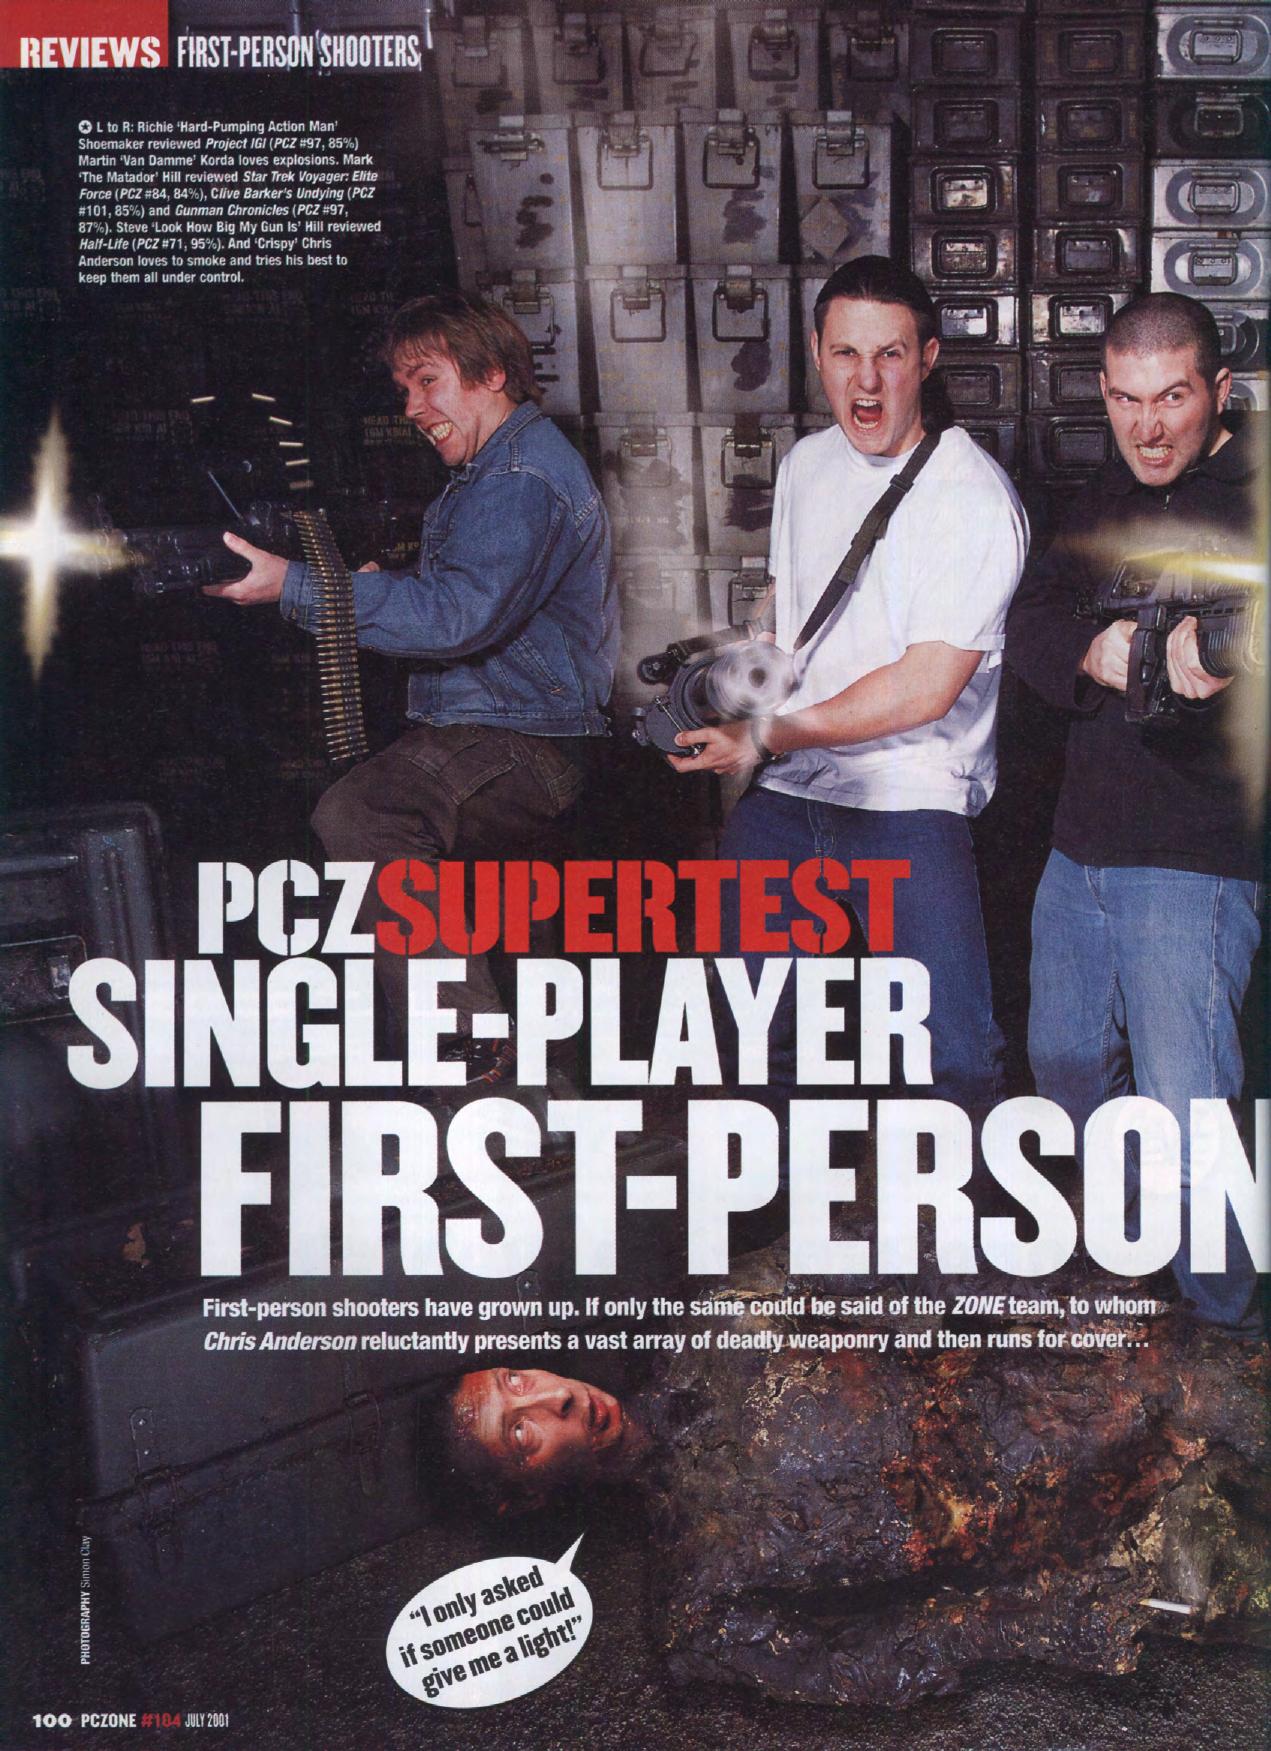 REVIEWS FIRST-PERSON SHOOTERS
✪ L to R: Richie ‘Hard-Pumping Action Man’
Shoemaker reviewed Project IGI (PCZ #97, 85%)
Martin ‘Van Damme’ Korda loves explosions. Mark
‘The Matador’ Hill reviewed Star Trek Voyager: Elite
Force (PCZ #84, 84%), Clive Barker's Undying (PCZ
#101, 85%) and Gunman Chronicles (PCZ #97,
87%). Steve ‘Look How Big My Gun Is’ Hill reviewed
Half-Life (PCZ #71, 95%). And ‘Crispy’ Chris
Anderson loves to smoke and tries his best to
keep them all under control.
PCZSUPERTEST
SINGLE-PLAYER
FIRST-PERSON
First-person shooters have grown up. If only the same could be said of the ZONE team, to whom
Chris Anderson reluctantly presents a vast array of deadly weaponry and then runs for cover...
“I only asked
if someone could
give me a light!”
PHOTOGRAPHY Simon Clay
100 PCZONE #104 JULY 2001